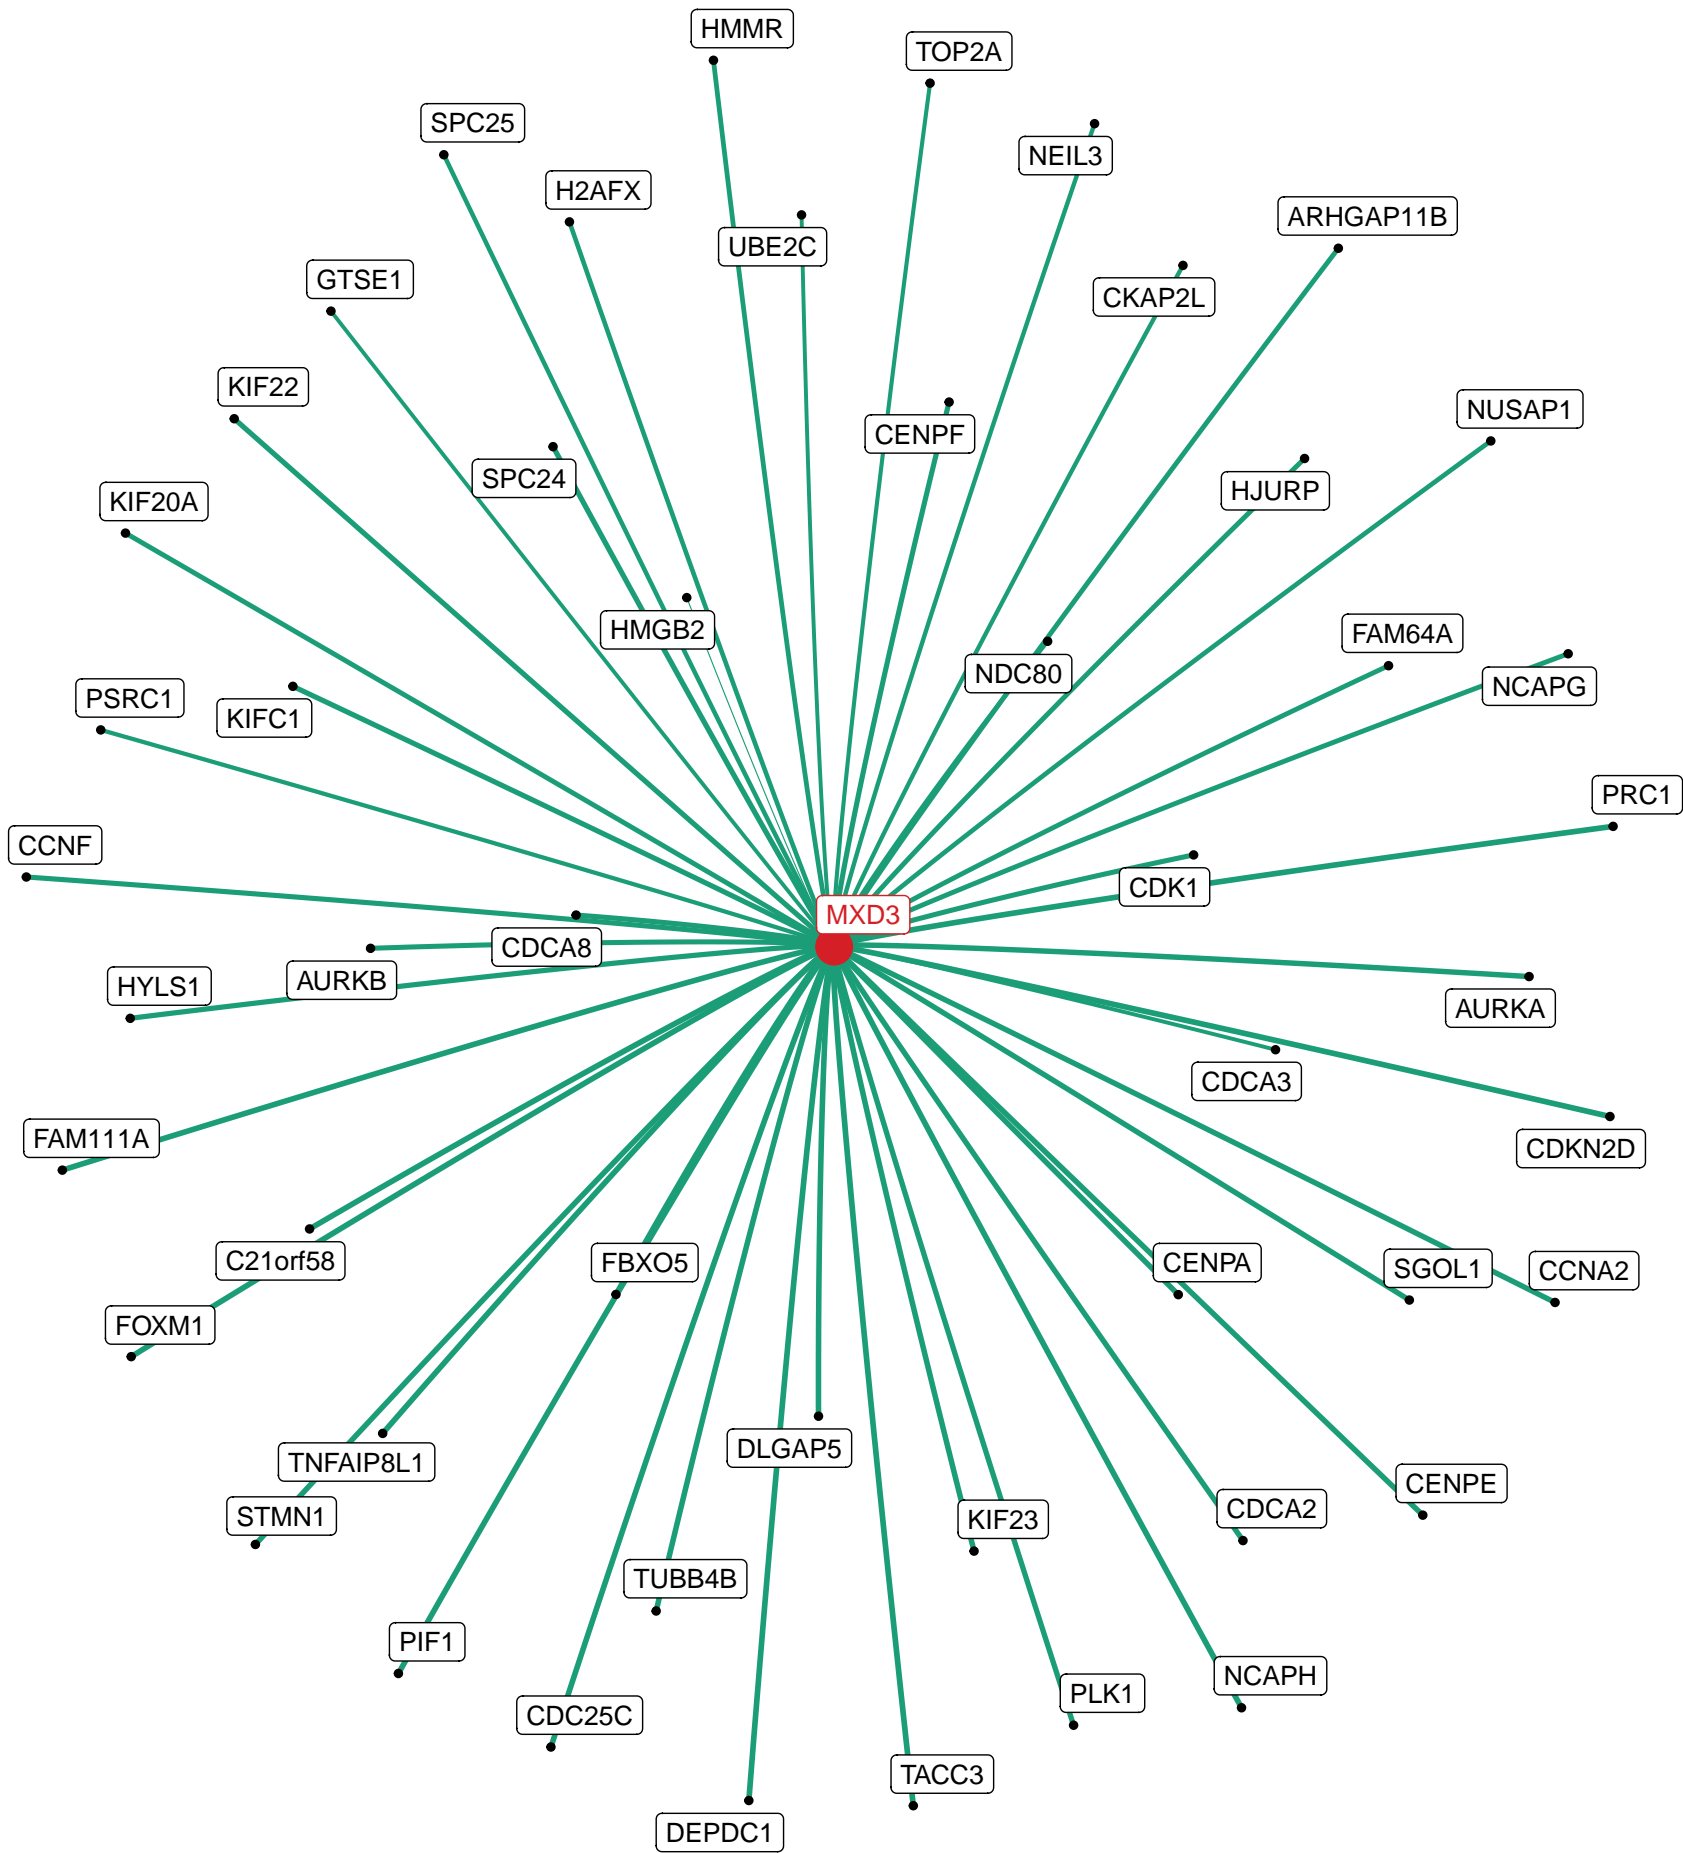 HMMR
TOP2A
SPC25
NEIL3
H2AFX
ARHGAP11B
UBE2C
GTSE1
CKAP2L
KIF22
NUSAP1
CENPF
SPC24
HJURP
KIF20A
HMGB2
FAM64A
NDC80
NCAPG
PSRC1
KIFC1
PRC1
CCNF
CDK1
MXD3
CDCA8
AURKB
HYLS1
AURKA
CDCA3
FAM111A
CDKN2D
C21orf58
FBXO5
CENPA
SGOL1
CCNA2
FOXM1
DLGAP5
TNFAIP8L1
CENPE
STMN1
KIF23
CDCA2
TUBB4B
PIF1
NCAPH
PLK1
CDC25C
TACC3
DEPDC1